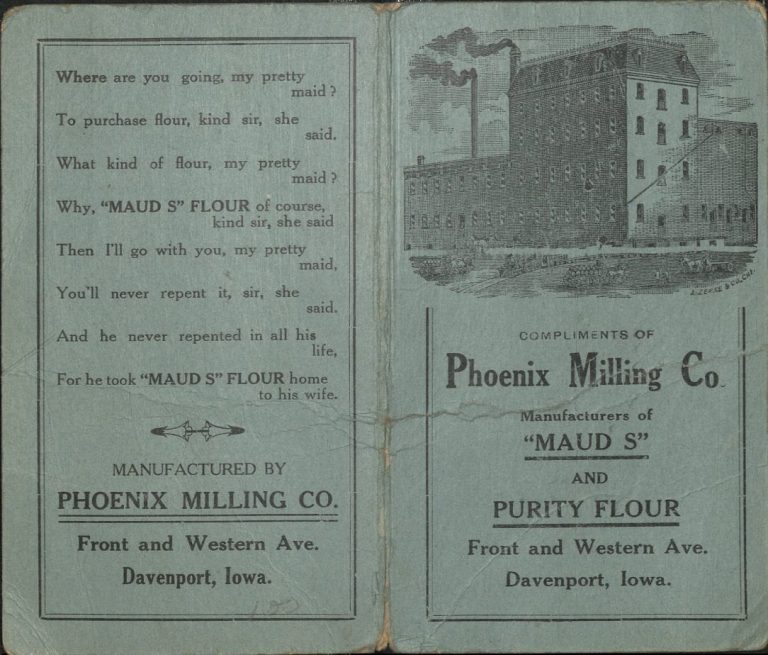 Where are you going, my pretty
maid?
To purchase flour, kind sir, she
said.
What kind of flour, my pretty
maid?
Why, "MAUD S" FLOUR of course,
kind sir, she said
Then I'll go with you, my pretty
maid,
You'll never repent it, sir, she
said.
And he never repented in all his
life,
For he took "MAUD S" FLOUR home
to his wife.
MANUFACTURED BY
PHOENIX MILLING CO.
Front and Western Ave.
Davenport, Iowa.
COMPLIMENTS OF
Phoenix Milling Co.
Manufacturers of
"MAUD S"
AND
PURITY FLOUR
Front and Western Ave.
Davenport, Iowa.